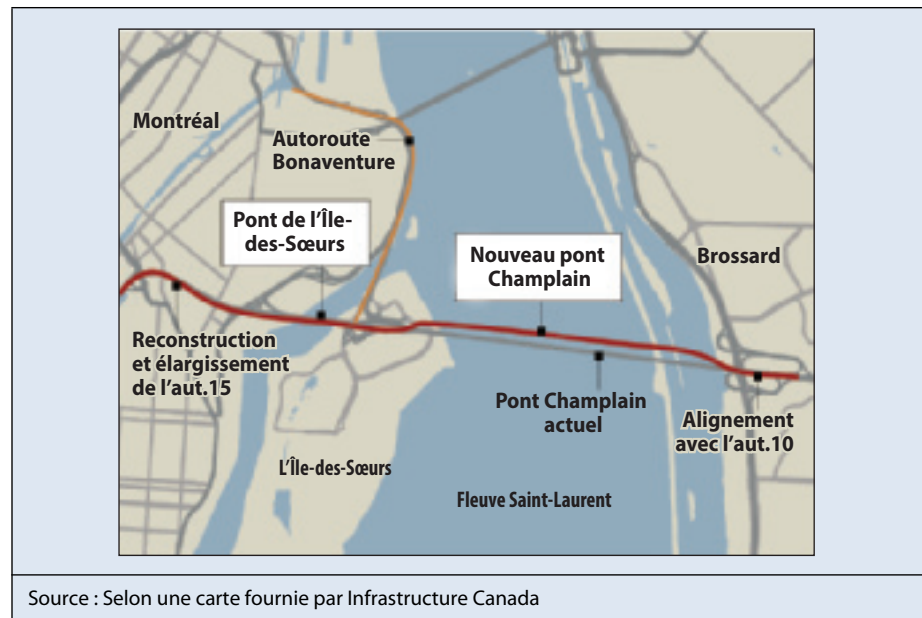 Montréal
Autoroute
Bonaventure
Pont de l’Île-
des-Sœurs
Nouveau pont
Champlain
Brossard
Reconstruction
et élargissement
de l’aut.15
Pont Champlain
actuel
Alignement
avec l’aut.10
L’Île-des-Sœurs
Fleuve Saint-Laurent
Source : Selon une carte fournie par Infrastructure Canada